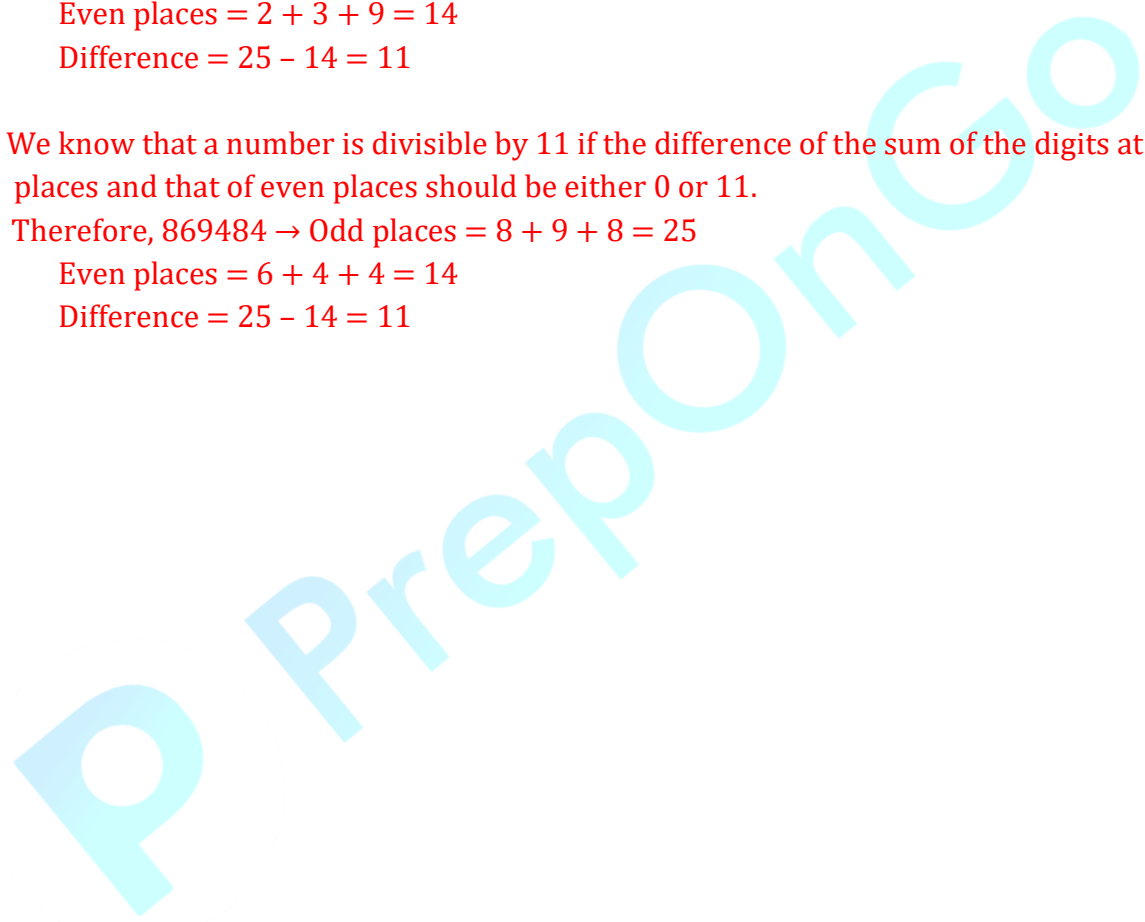 Even places = 2 + 3 + 9 = 14
Difference = 25 – 14 = 11
We know that a number is divisible by 11 if the difference of the sum of the digits at
places and that of even places should be either 0 or 11.
Therefore, 869484 → Odd places = 8 + 9 + 8 = 25
Even places = 6 + 4 + 4 = 14
Difference = 25 – 14 = 11
P PrepOnGo